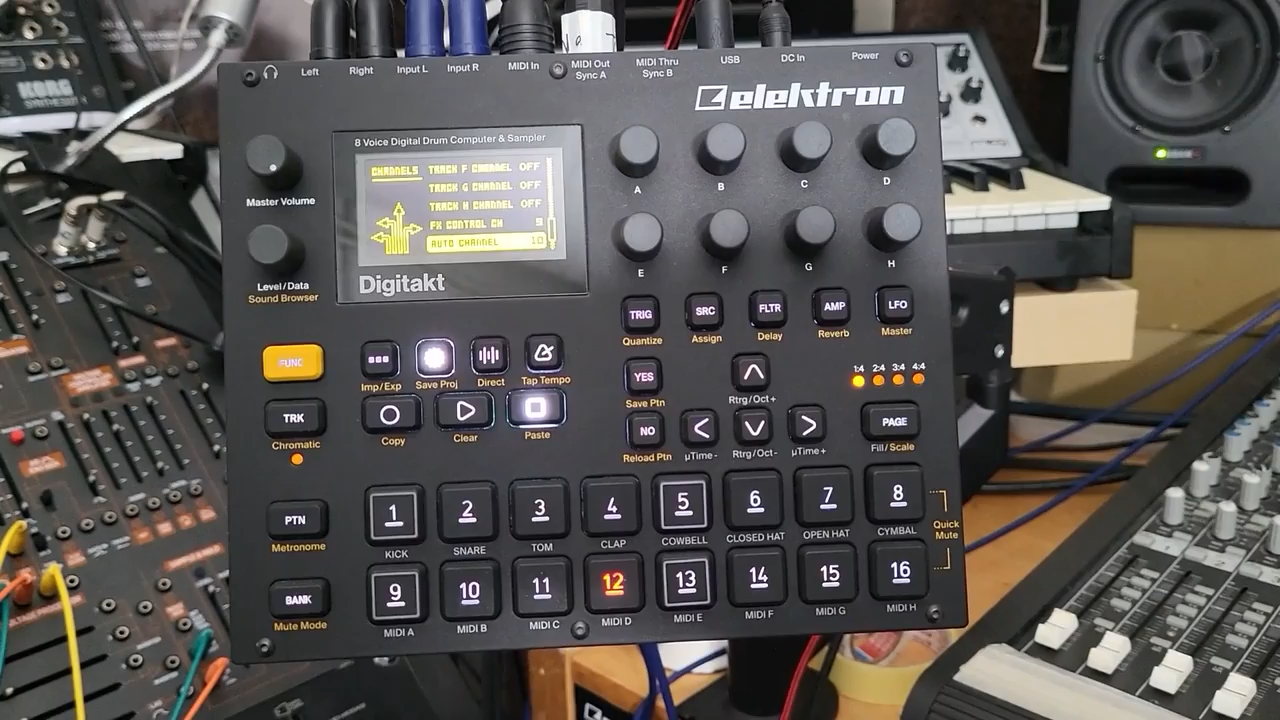 KORG
Left
Right
Input L
Input R
MIDI In
MIDI Out
Sync A
MIDI Thru
Sync B
USB
DC In
Power
elektron
8 Voice Digital Drum Computer & Sampler
CHANNELS
TRACK F CHANNEL OFF
TRACK G CHANNEL OFF
TRACK H CHANNEL OFF
FX CONTROL CH 9
AUTO CHANNEL 10
Digitakt
Master Volume
Level/Data
Sound Browser
A
B
C
D
E
F
G
H
TRIG
SRC
FLTR
AMP
LFO
Quantize
Assign
Delay
Reverb
Master
FUNC
Imp/Exp
Save Proj
Direct
Tap Tempo
YES
Save Ptn
Rtrg/Oct+
1:4
2:4
3:4
4:4
TRK
Chromatic
Copy
Clear
Paste
NO
Reload Ptn
µTime-
Rtrg/Oct-
µTime+
PAGE
Fill/Scale
PTN
Metronome
1
2
3
4
5
6
7
8
KICK
SNARE
TOM
CLAP
COWBELL
CLOSED HAT
OPEN HAT
CYMBAL
Quick
Mute
BANK
Mute Mode
9
10
11
12
13
14
15
16
MIDI A
MIDI B
MIDI C
MIDI D
MIDI E
MIDI F
MIDI G
MIDI H